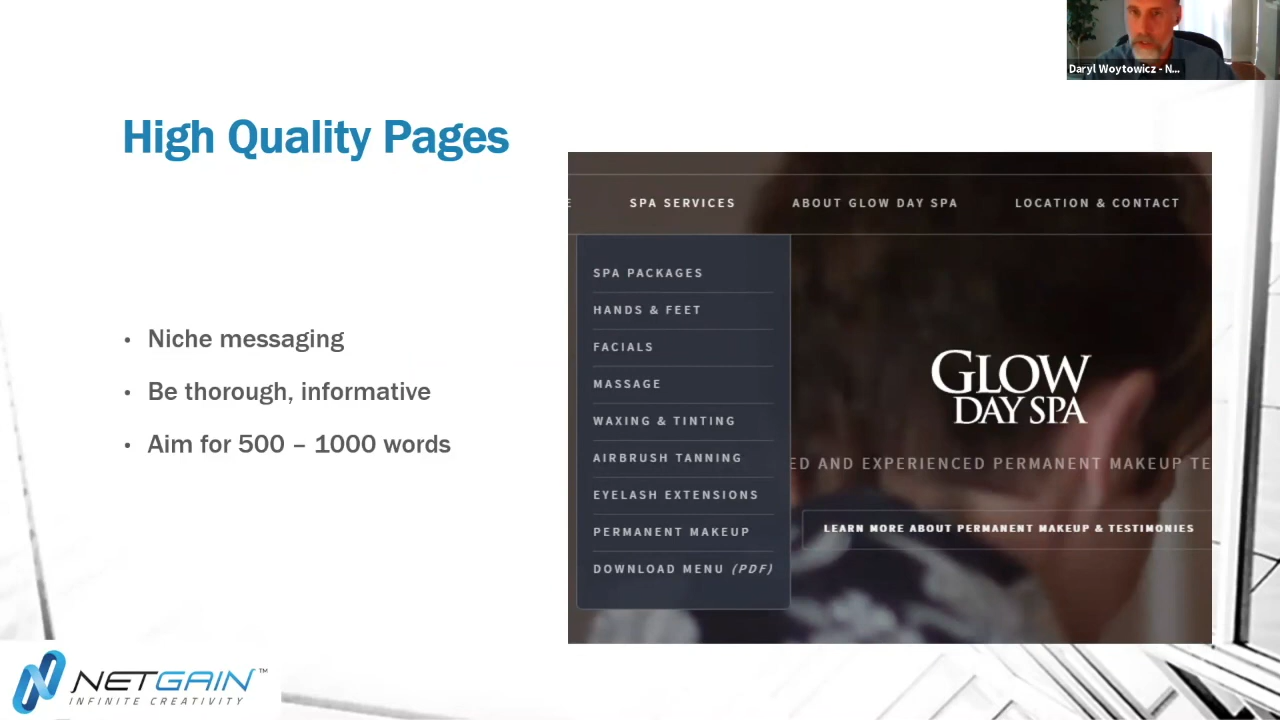 Daryl Woytowicz - N...
High Quality Pages
• Niche messaging
• Be thorough, informative
• Aim for 500 – 1000 words
E
SPA SERVICES
ABOUT GLOW DAY SPA
LOCATION & CONTACT
SPA PACKAGES
HANDS & FEET
FACIALS
MASSAGE
WAXING & TINTING
AIRBRUSH TANNING
EYELASH EXTENSIONS
PERMANENT MAKEUP
DOWNLOAD MENU (PDF)
GLOW
DAY SPA
ED AND EXPERIENCED PERMANENT MAKEUP TE
LEARN MORE ABOUT PERMANENT MAKEUP & TESTIMONIES
NETGAIN™
INFINITE CREATIVITY